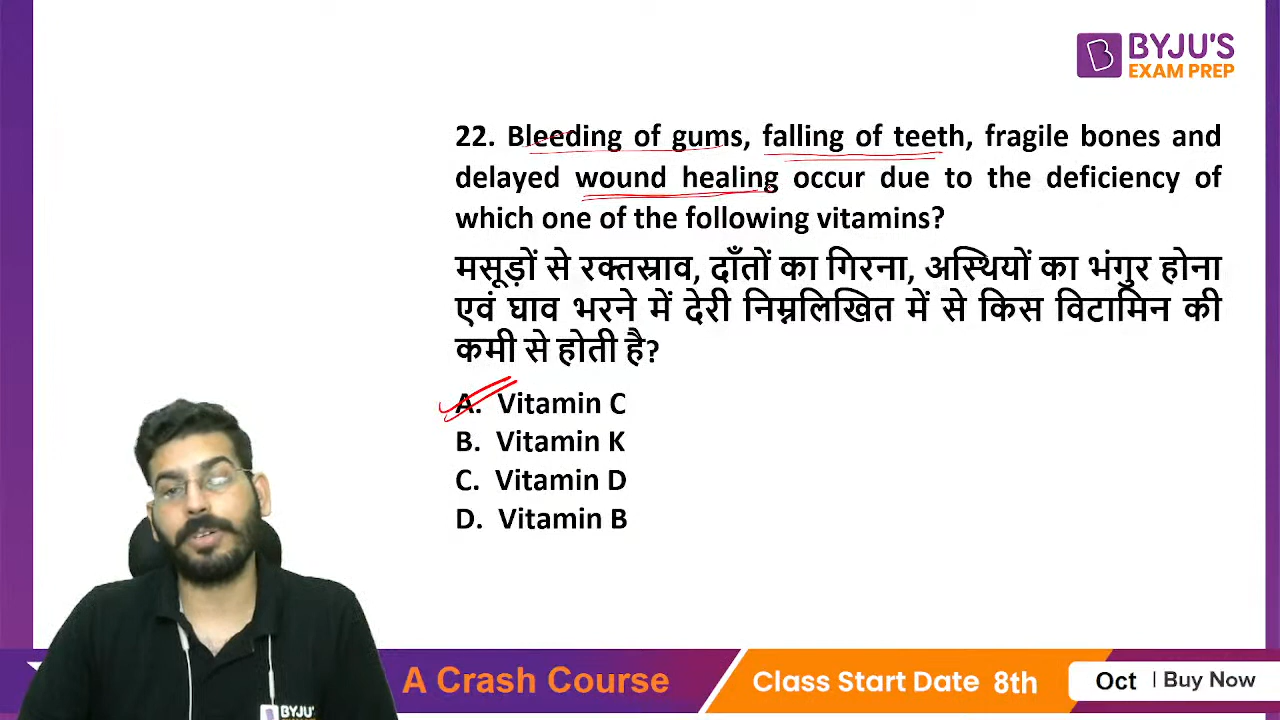 BYJU'S
EXAM PREP
22. Bleeding of gums, falling of teeth, fragile bones and
delayed wound healing occur due to the deficiency of
which one of the following vitamins?
मसूड़ों से रक्तस्राव, दाँतों का गिरना, अस्थियों का भंगुर होना
एवं घाव भरने में देरी निम्नलिखित में से किस विटामिन की
कमी से होती है?
A. Vitamin C
B. Vitamin K
C. Vitamin D
D. Vitamin B
A Crash Course
Class Start Date 8th
Oct | Buy Now
BYJU'S